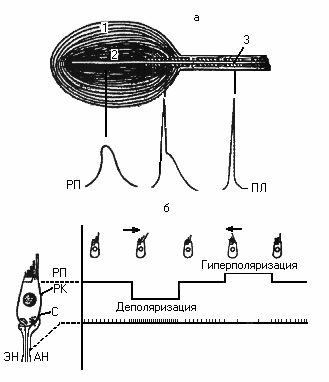 а
1
2
3
РП
ПЛ
б
РП
РК
С
ЭН АН
Гиперполяризация
Деполяризация